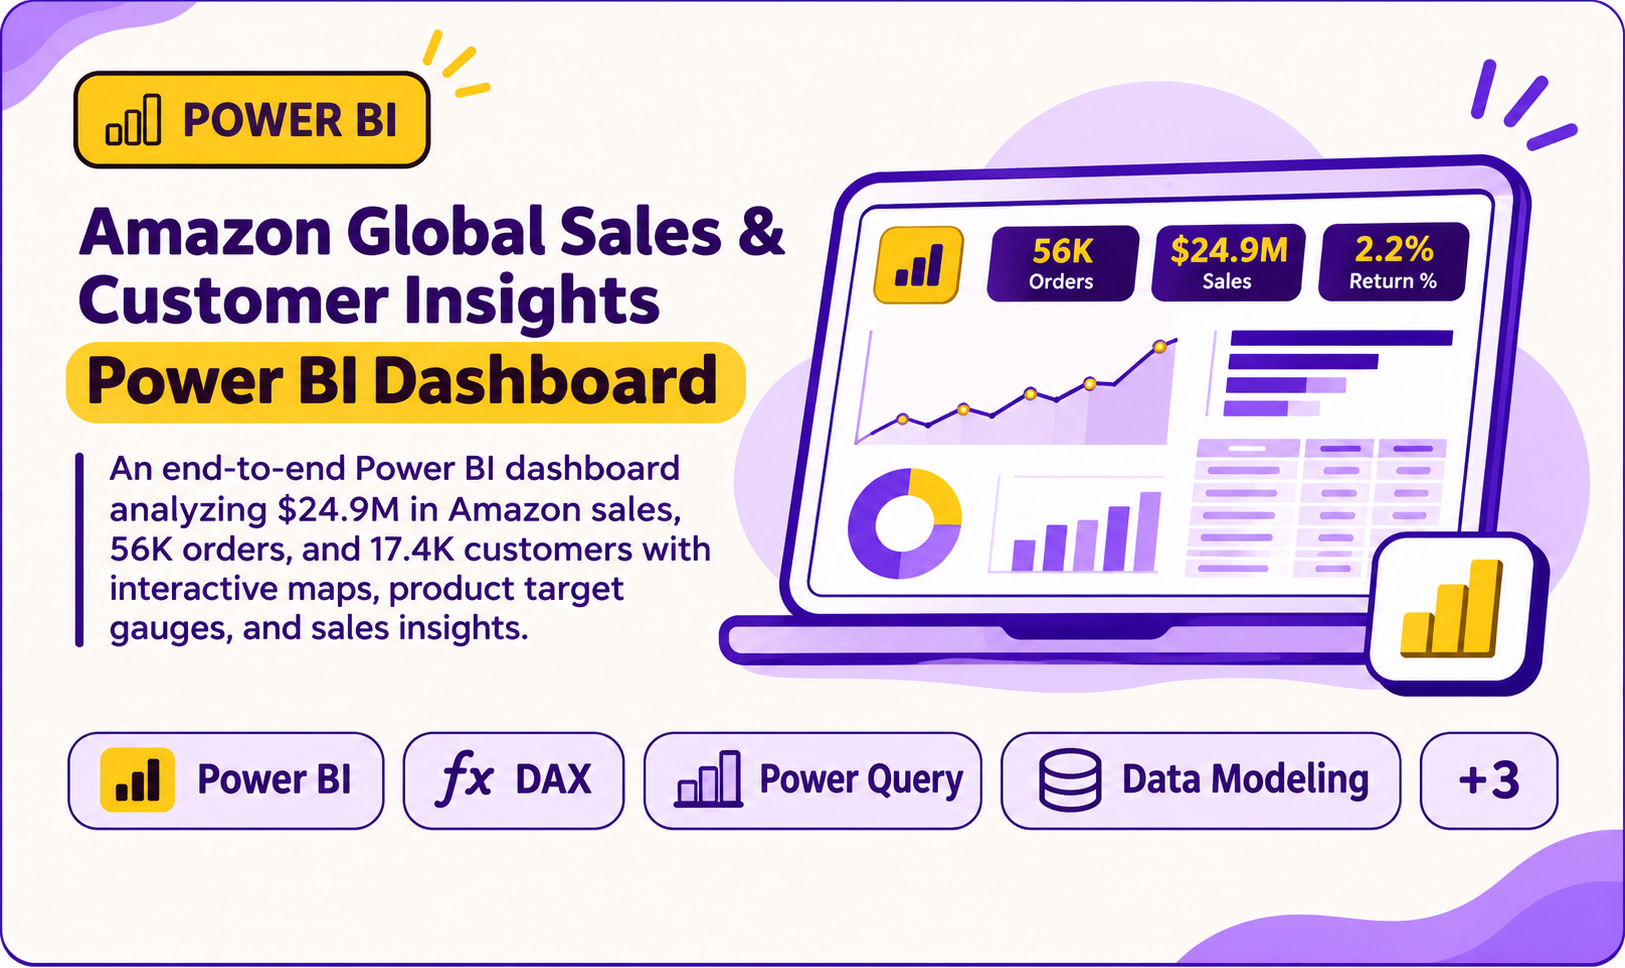 POWER BI
Amazon Global Sales &
Customer Insights
Power BI Dashboard
An end-to-end Power BI dashboard
analyzing $24.9M in Amazon sales,
56K orders, and 17.4K customers with
interactive maps, product target
gauges, and sales insights.
56K
Orders
$24.9M
Sales
2.2%
Return %
Power BI
fx DAX
Power Query
Data Modeling
+3